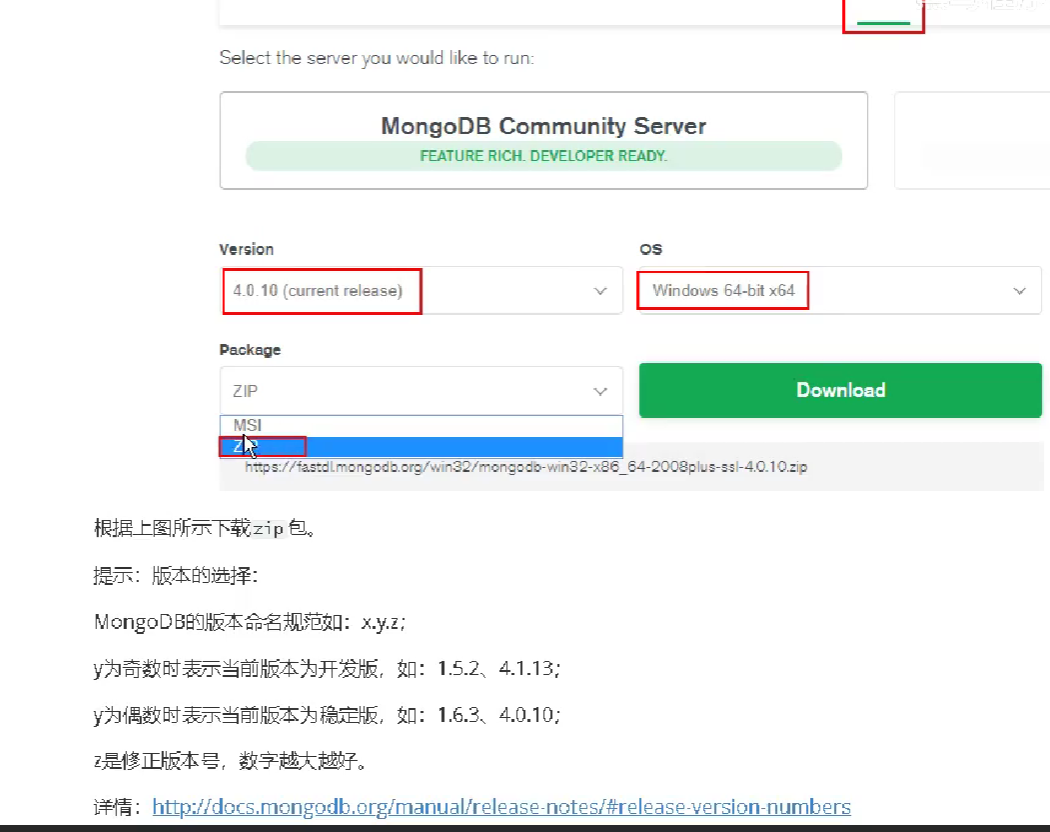 Select the server you would like to run:
MongoDB Community Server
FEATURE RICH. DEVELOPER READY.
Version
OS
4.0.10 (current release)
Windows 64-bit x64
Package
ZIP
Download
MSI
https://fastdl.mongodb.org/win32/mongodb-win32-x86_64-2008plus-ssl-4.0.10.zip
根据上图所示下载zip包。
提示：版本的选择：
MongoDB的版本命名规范如：x.y.z；
y为奇数时表示当前版本为开发版，如：1.5.2、4.1.13；
y为偶数时表示当前版本为稳定版，如：1.6.3、4.0.10；
z是修正版本号，数字越大越好。
详情：http://docs.mongodb.org/manual/release-notes/#release-version-numbers